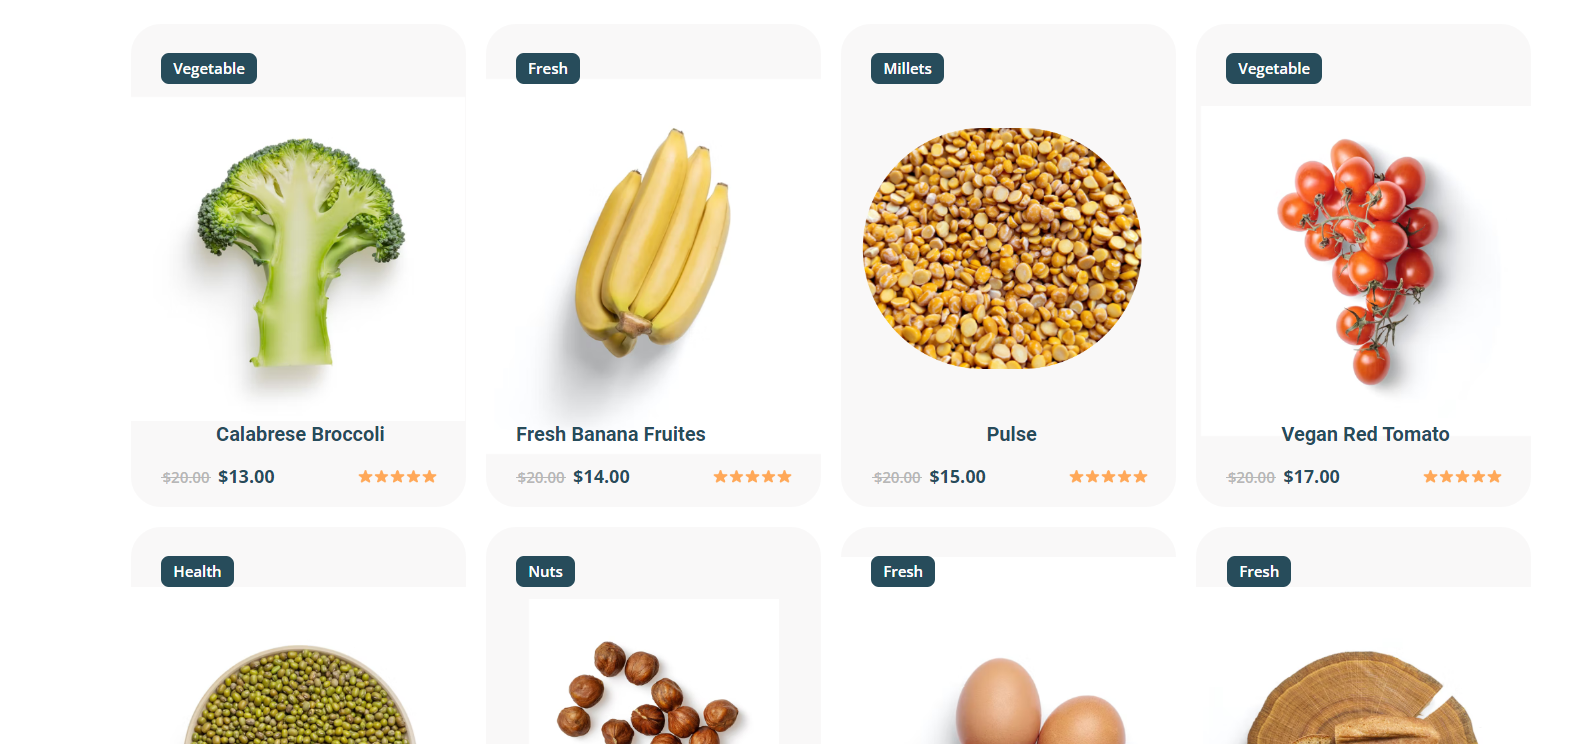 Vegetable
Fresh
Millets
Vegetable
Calabrese Broccoli
Fresh Banana Fruites
Pulse
Vegan Red Tomato
$20.00 $13.00
$20.00 $14.00
$20.00 $15.00
$20.00 $17.00
Health
Nuts
Fresh
Fresh